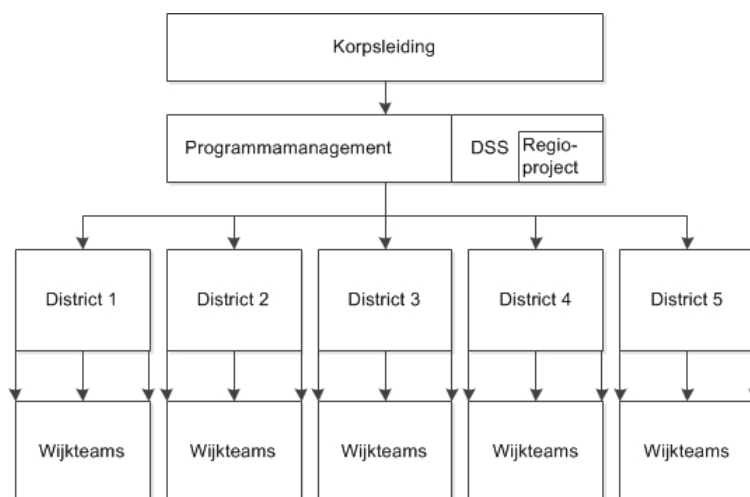 Korpsleiding
Programmamanagement
DSS
Regio-
project
District 1
District 2
District 3
District 4
District 5
Wijkteams
Wijkteams
Wijkteams
Wijkteams
Wijkteams